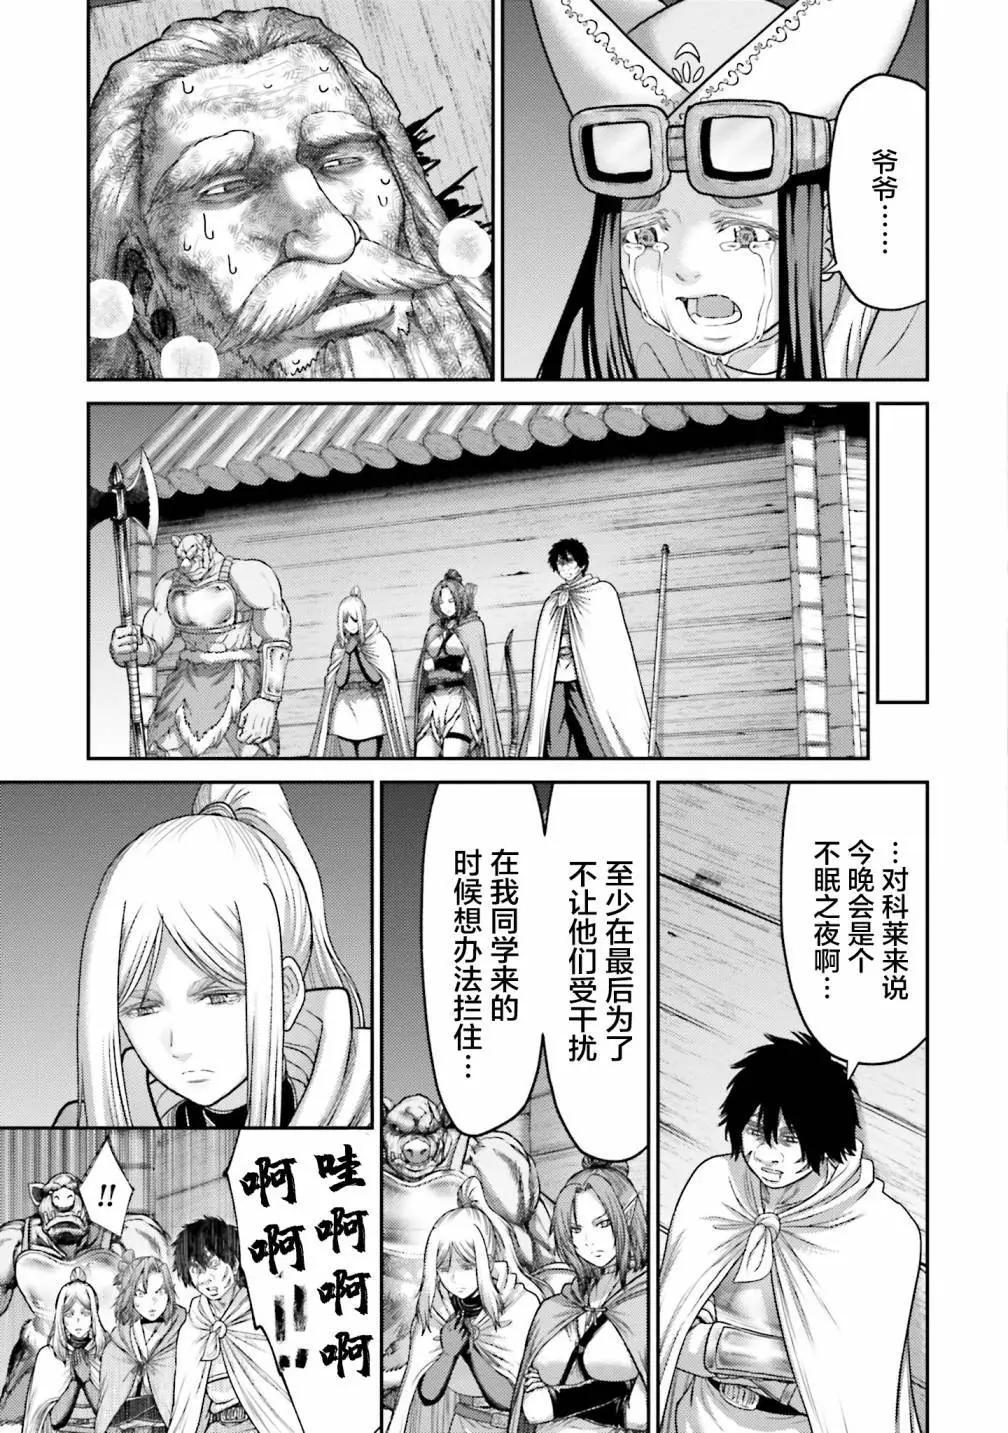 爷爷……
…对科莱来说
今晚会是个
不眠之夜啊…
至少在最后为了
不让他们受干扰
在我同学来的
时候想办法拦住…
哇啊啊啊
啊啊!!
!!